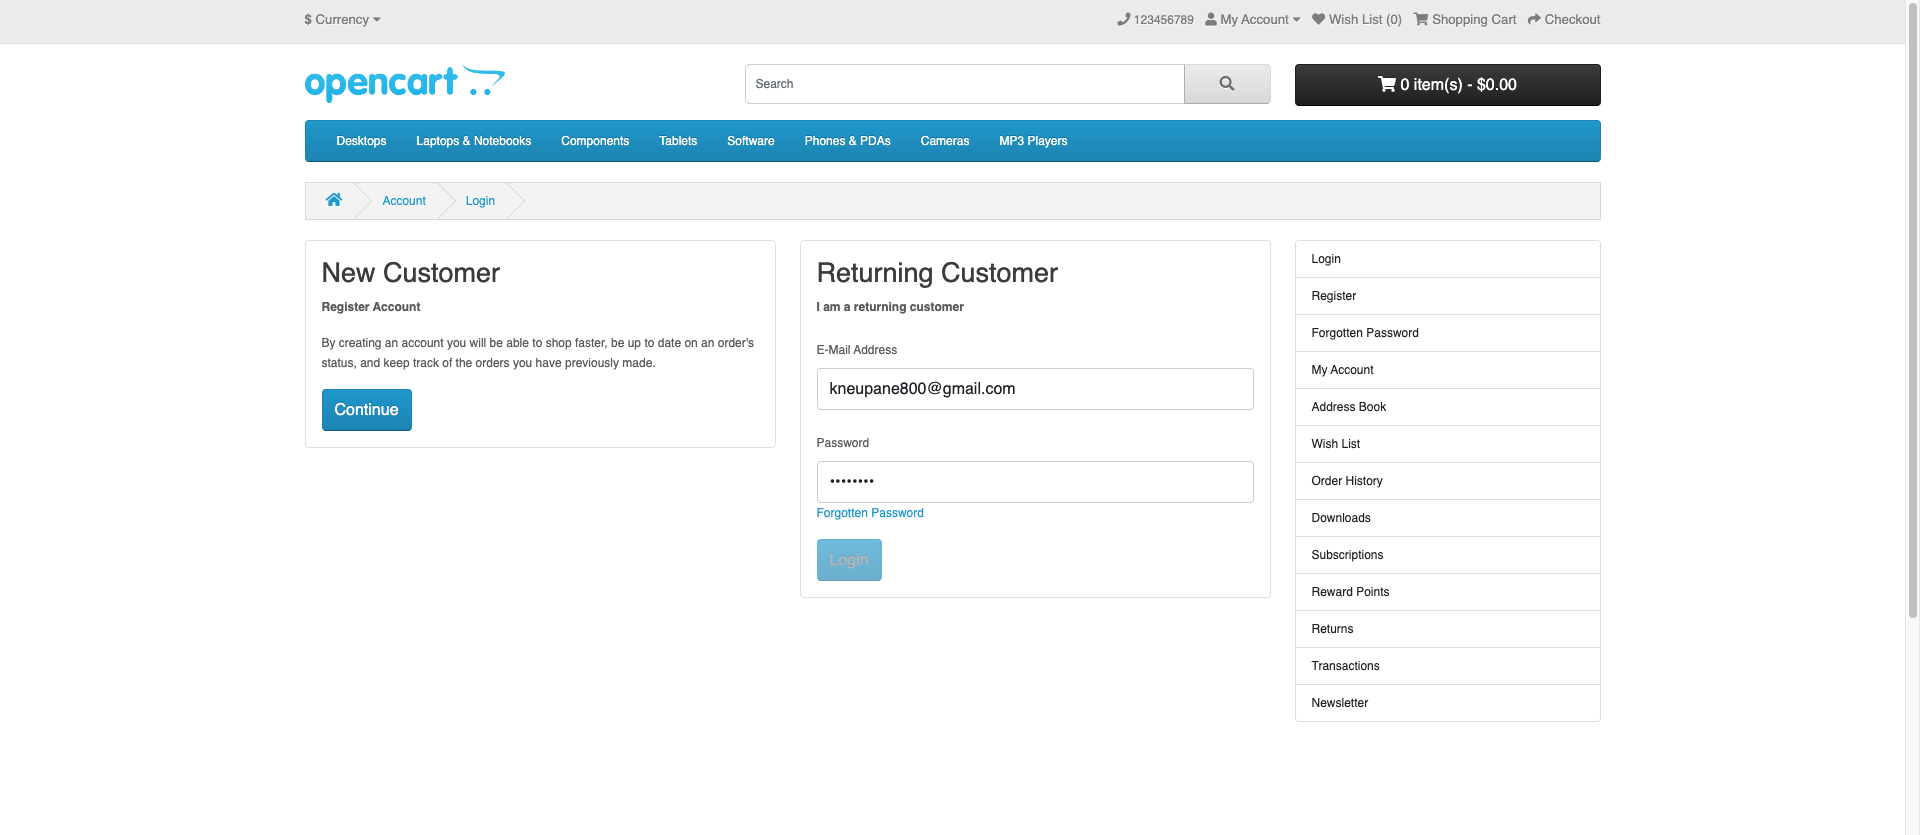 $ Currency
123456789 My Account Wish List (0) Shopping Cart Checkout
opencart
Search
0 item(s) - $0.00
Desktops Laptops & Notebooks Components Tablets Software Phones & PDAs Cameras MP3 Players
Account Login
New Customer
Register Account
By creating an account you will be able to shop faster, be up to date on an order's
status, and keep track of the orders you have previously made.
Continue
Returning Customer
I am a returning customer
E-Mail Address
kneupane800@gmail.com
Password
••••••••
Forgotten Password
Login
Login
Register
Forgotten Password
My Account
Address Book
Wish List
Order History
Downloads
Subscriptions
Reward Points
Returns
Transactions
Newsletter